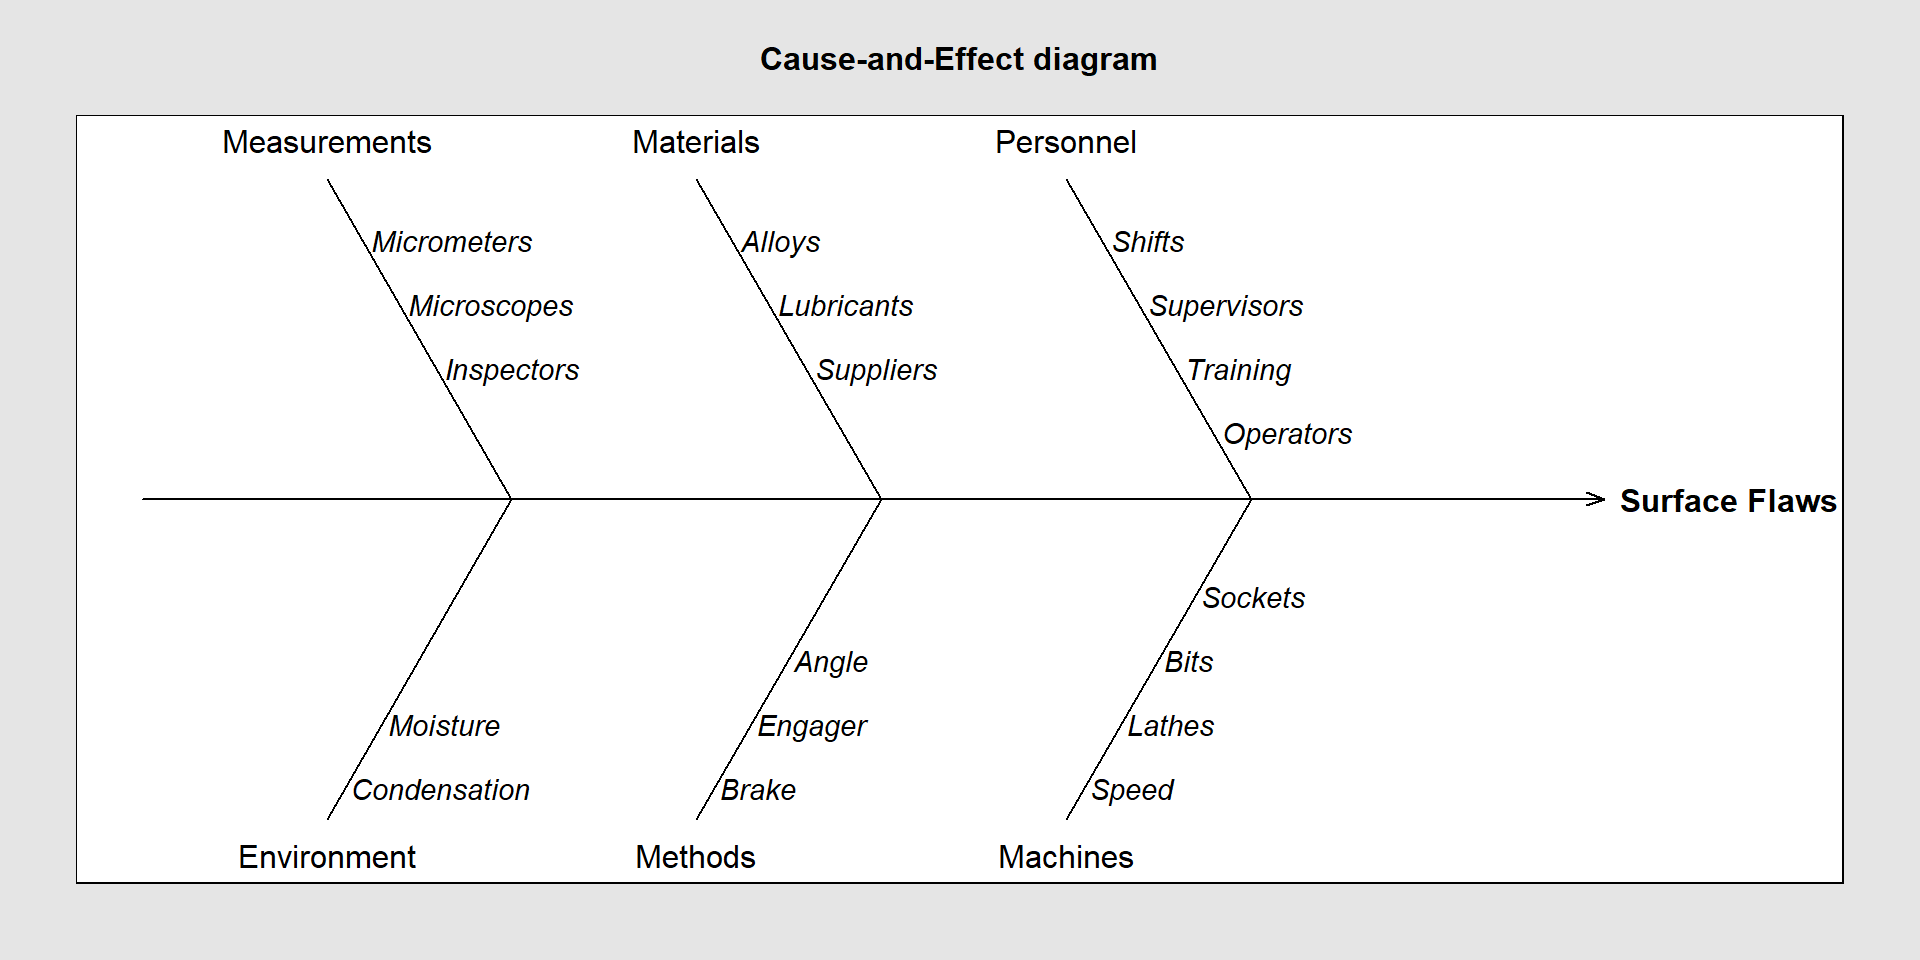 Cause-and-Effect diagram
Measurements
Materials
Personnel
Micrometers
Alloys
Shifts
Microscopes
Lubricants
Supervisors
Inspectors
Suppliers
Training
Operators
Surface Flaws
Sockets
Angle
Bits
Moisture
Engager
Lathes
Condensation
Brake
Speed
Environment
Methods
Machines